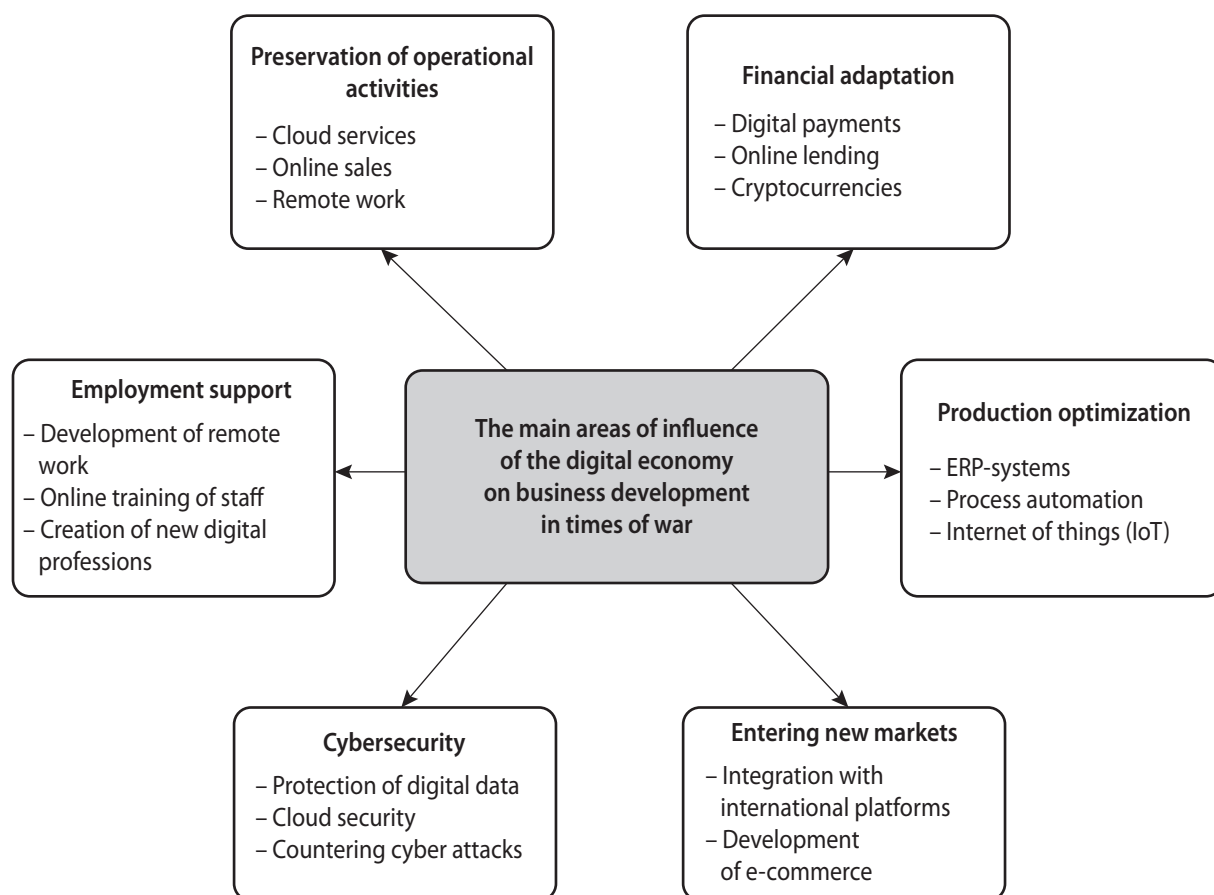 Preservation of operational
activities
– Cloud services
– Online sales
– Remote work
Financial adaptation
– Digital payments
– Online lending
– Cryptocurrencies
Employment support
– Development of remote
work
– Online training of staff
– Creation of new digital
professions
The main areas of influence
of the digital economy
on business development
in times of war
Production optimization
– ERP-systems
– Process automation
– Internet of things (IoT)
Cybersecurity
– Protection of digital data
– Cloud security
– Countering cyber attacks
Entering new markets
– Integration with
international platforms
– Development
of e-commerce